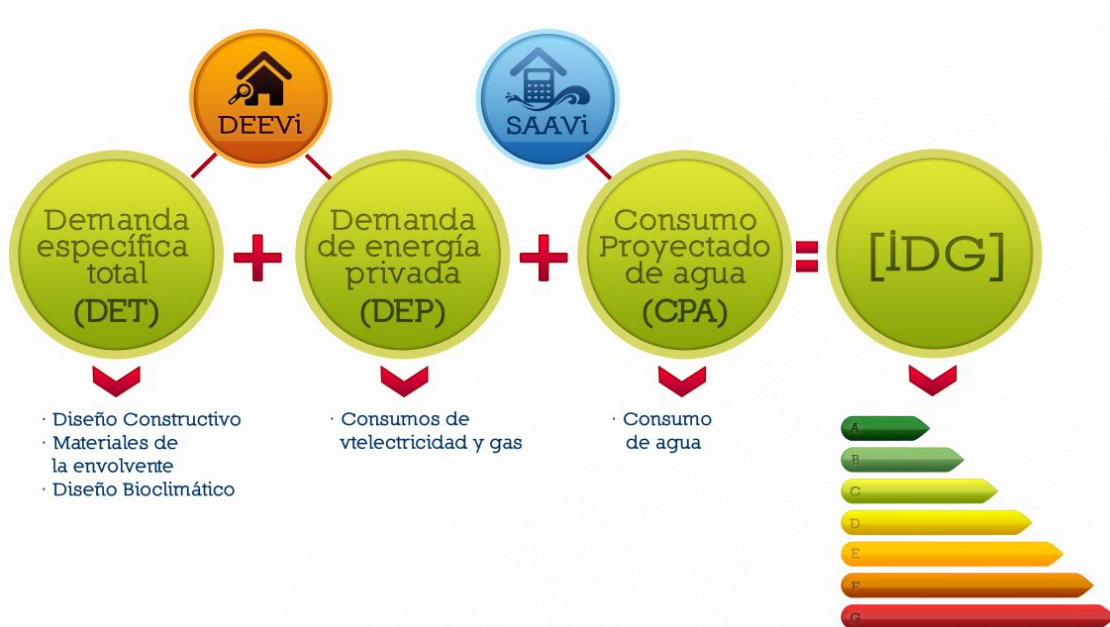 DEEVi
SAAVi
Demanda
específica
total
(DET)
+
Demanda
de energía
privada
(DEP)
+
Consumo
Proyectado
de agua
(CPA)
=
[İDG]
· Diseño Constructivo
· Materiales de
la envolvente
· Diseño Bioclimático
· Consumos de
vtelectricidad y gas
· Consumo
de agua
A
B
C
D
E
F
G